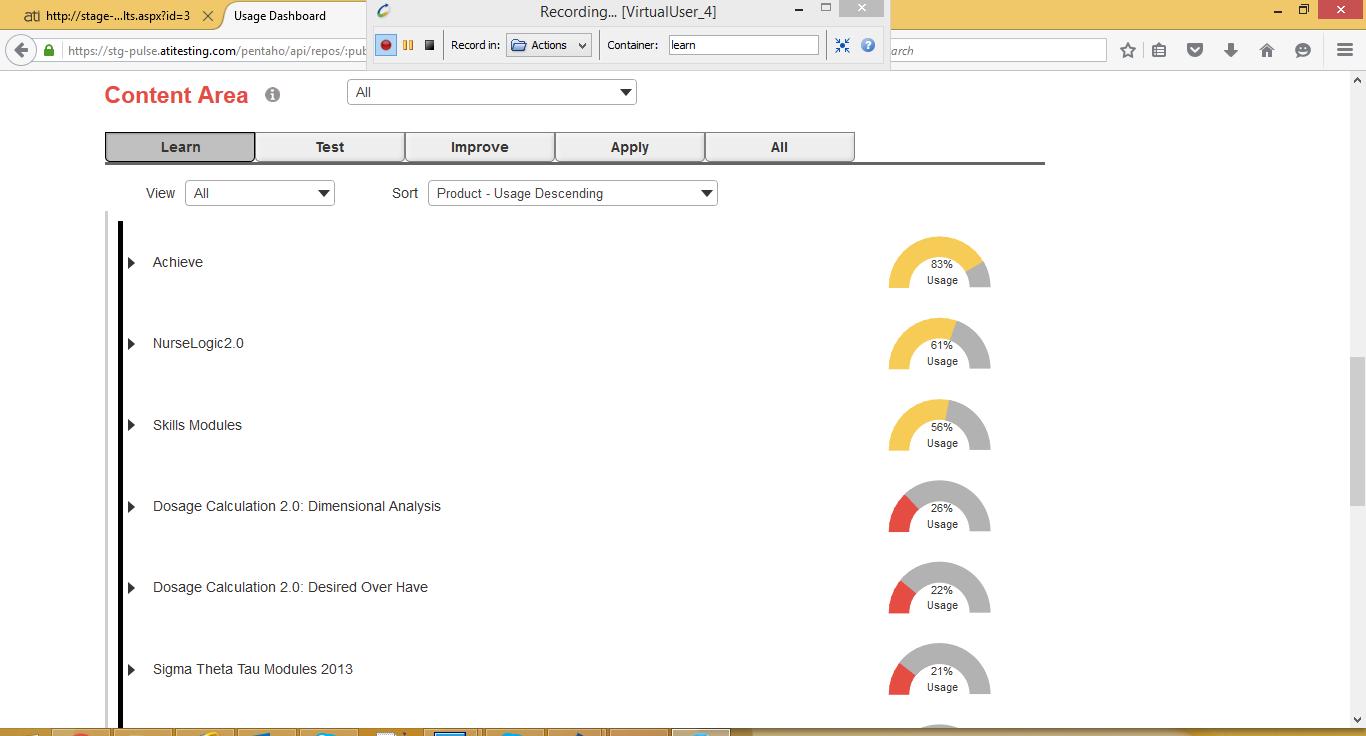 ati http://stage-...lts.aspx?id=3
Usage Dashboard
Recording... [VirtualUser_4]
https://stg-pulse.atitesting.com/pentaho/api/repos/:pub
Record in: Actions
Container: learn
arch
Content Area
All
Learn Test Improve Apply All
View All Sort Product - Usage Descending
Achieve
83%
Usage
NurseLogic2.0
61%
Usage
Skills Modules
56%
Usage
Dosage Calculation 2.0: Dimensional Analysis
26%
Usage
Dosage Calculation 2.0: Desired Over Have
22%
Usage
Sigma Theta Tau Modules 2013
21%
Usage